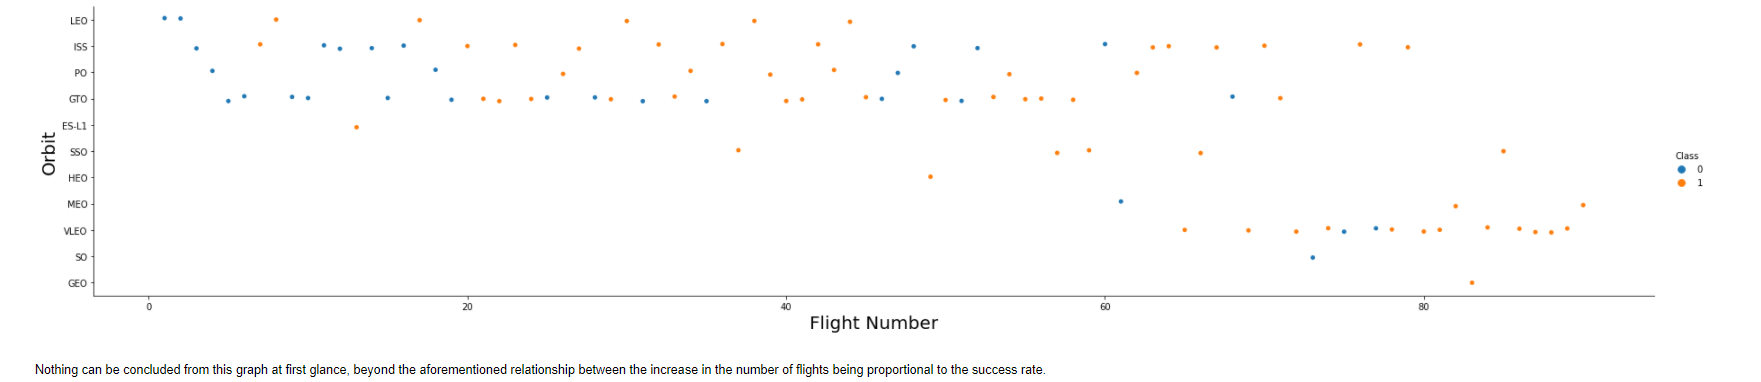 LEO
ISS
PO
GTO
ES-L1
SSO
HEO
MEO
VLEO
SO
GEO
Orbit
0 20 40 60 80
Flight Number
Class
0
1
Nothing can be concluded from this graph at first glance, beyond the aforementioned relationship between the increase in the number of flights being proportional to the success rate.